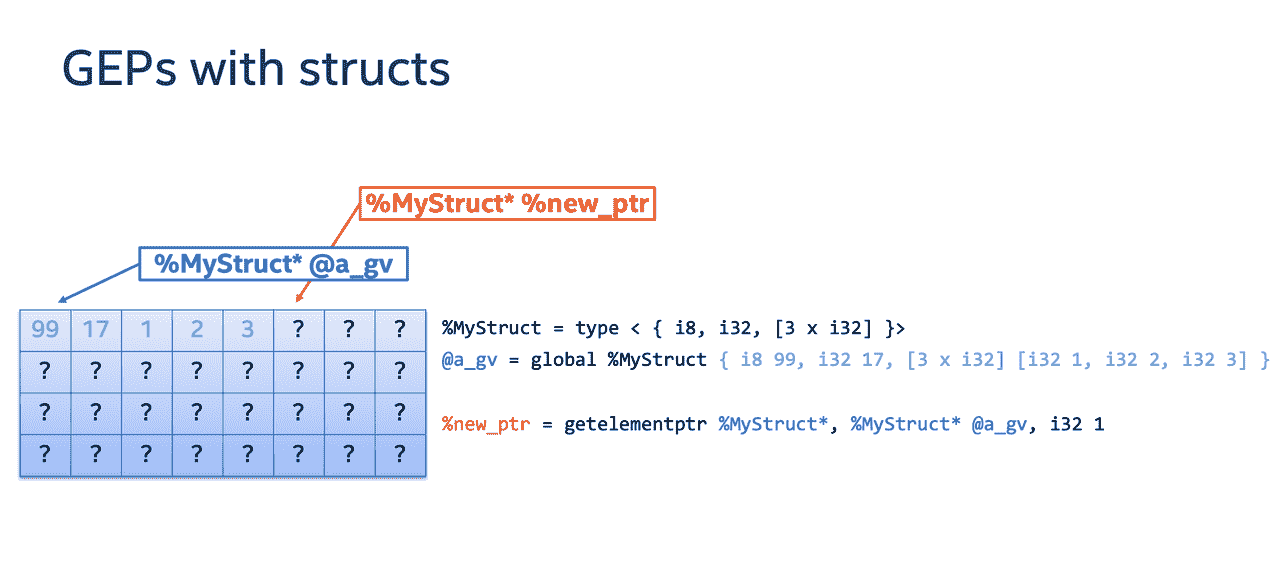 GEPs with structs
%MyStruct* %new_ptr
%MyStruct* @a_gv
99 17 1 2 3 ? ? ?
? ? ? ? ? ? ? ?
? ? ? ? ? ? ? ?
? ? ? ? ? ? ? ?
%MyStruct = type < { i8, i32, [3 x i32] }>
@a_gv = global %MyStruct { i8 99, i32 17, [3 x i32] [i32 1, i32 2, i32 3] }
%new_ptr = getelementptr %MyStruct*, %MyStruct* @a_gv, i32 1